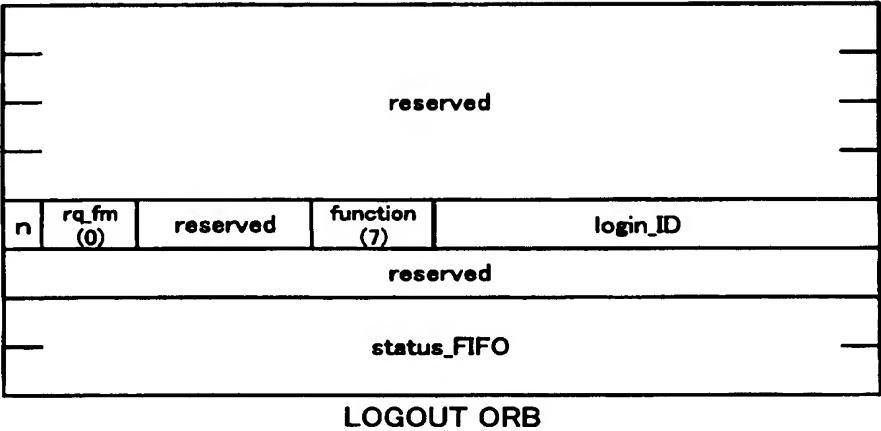 reserved
n rq_fm (0) reserved function (7) login_ID
reserved
status_FIFO
LOGOUT ORB